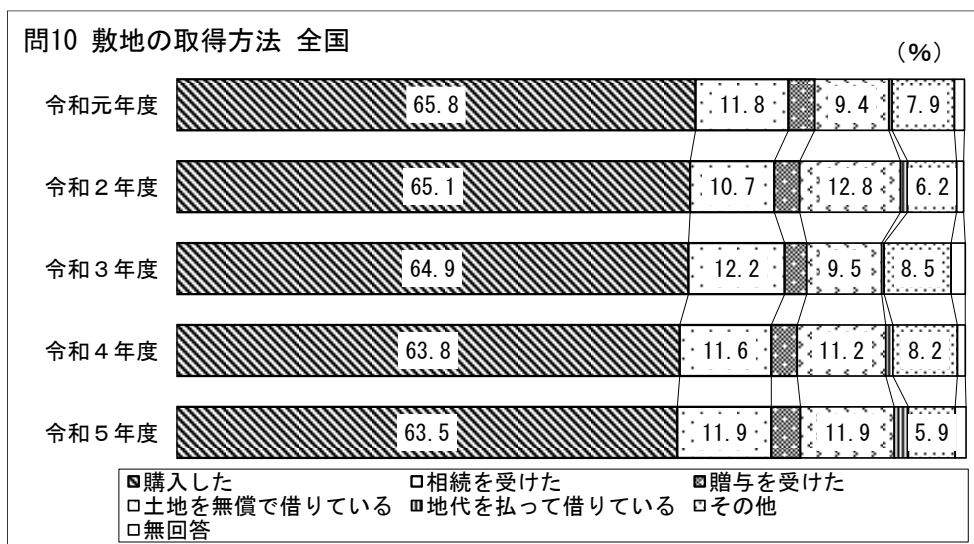 問10 敷地の取得方法 全国
(%)
令和元年度 65.8 11.8 9.4 7.9
令和２年度 65.1 10.7 12.8 6.2
令和３年度 64.9 12.2 9.5 8.5
令和４年度 63.8 11.6 11.2 8.2
令和５年度 63.5 11.9 11.9 5.9
購入した 相続を受けた 贈与を受けた
土地を無償で借りている 地代を払って借りている その他
無回答